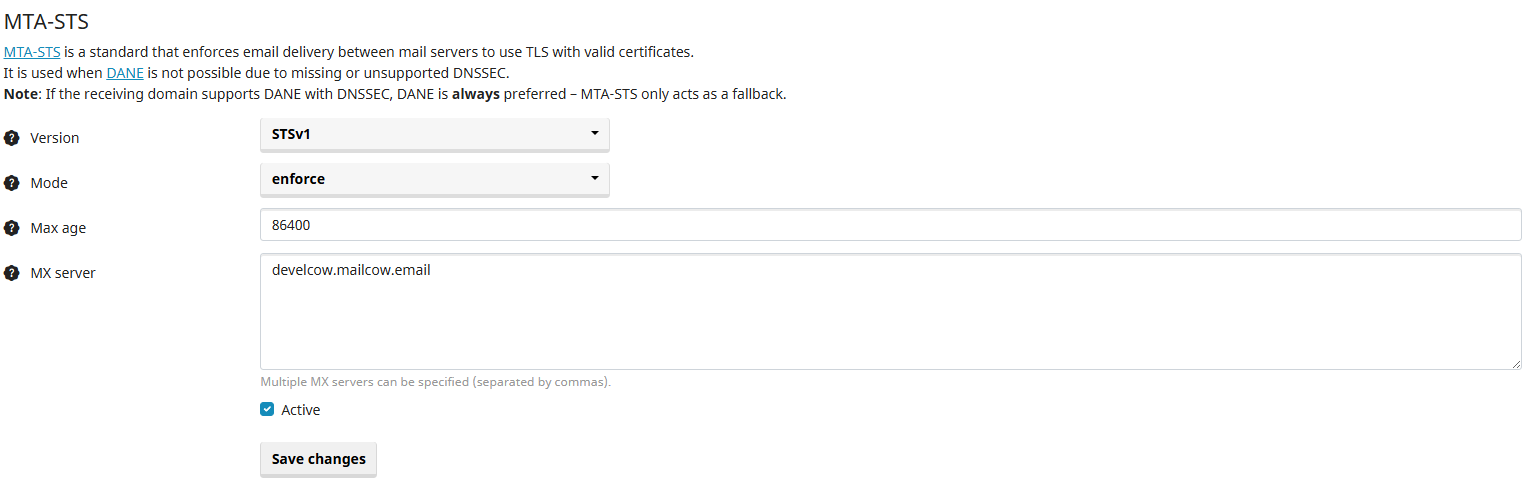 MTA-STS
MTA-STS is a standard that enforces email delivery between mail servers to use TLS with valid certificates.
It is used when DANE is not possible due to missing or unsupported DNSSEC.
Note: If the receiving domain supports DANE with DNSSEC, DANE is always preferred – MTA-STS only acts as a fallback.
? Version STSv1
? Mode enforce
? Max age 86400
? MX server develcow.mailcow.email
Multiple MX servers can be specified (separated by commas).
Active
Save changes